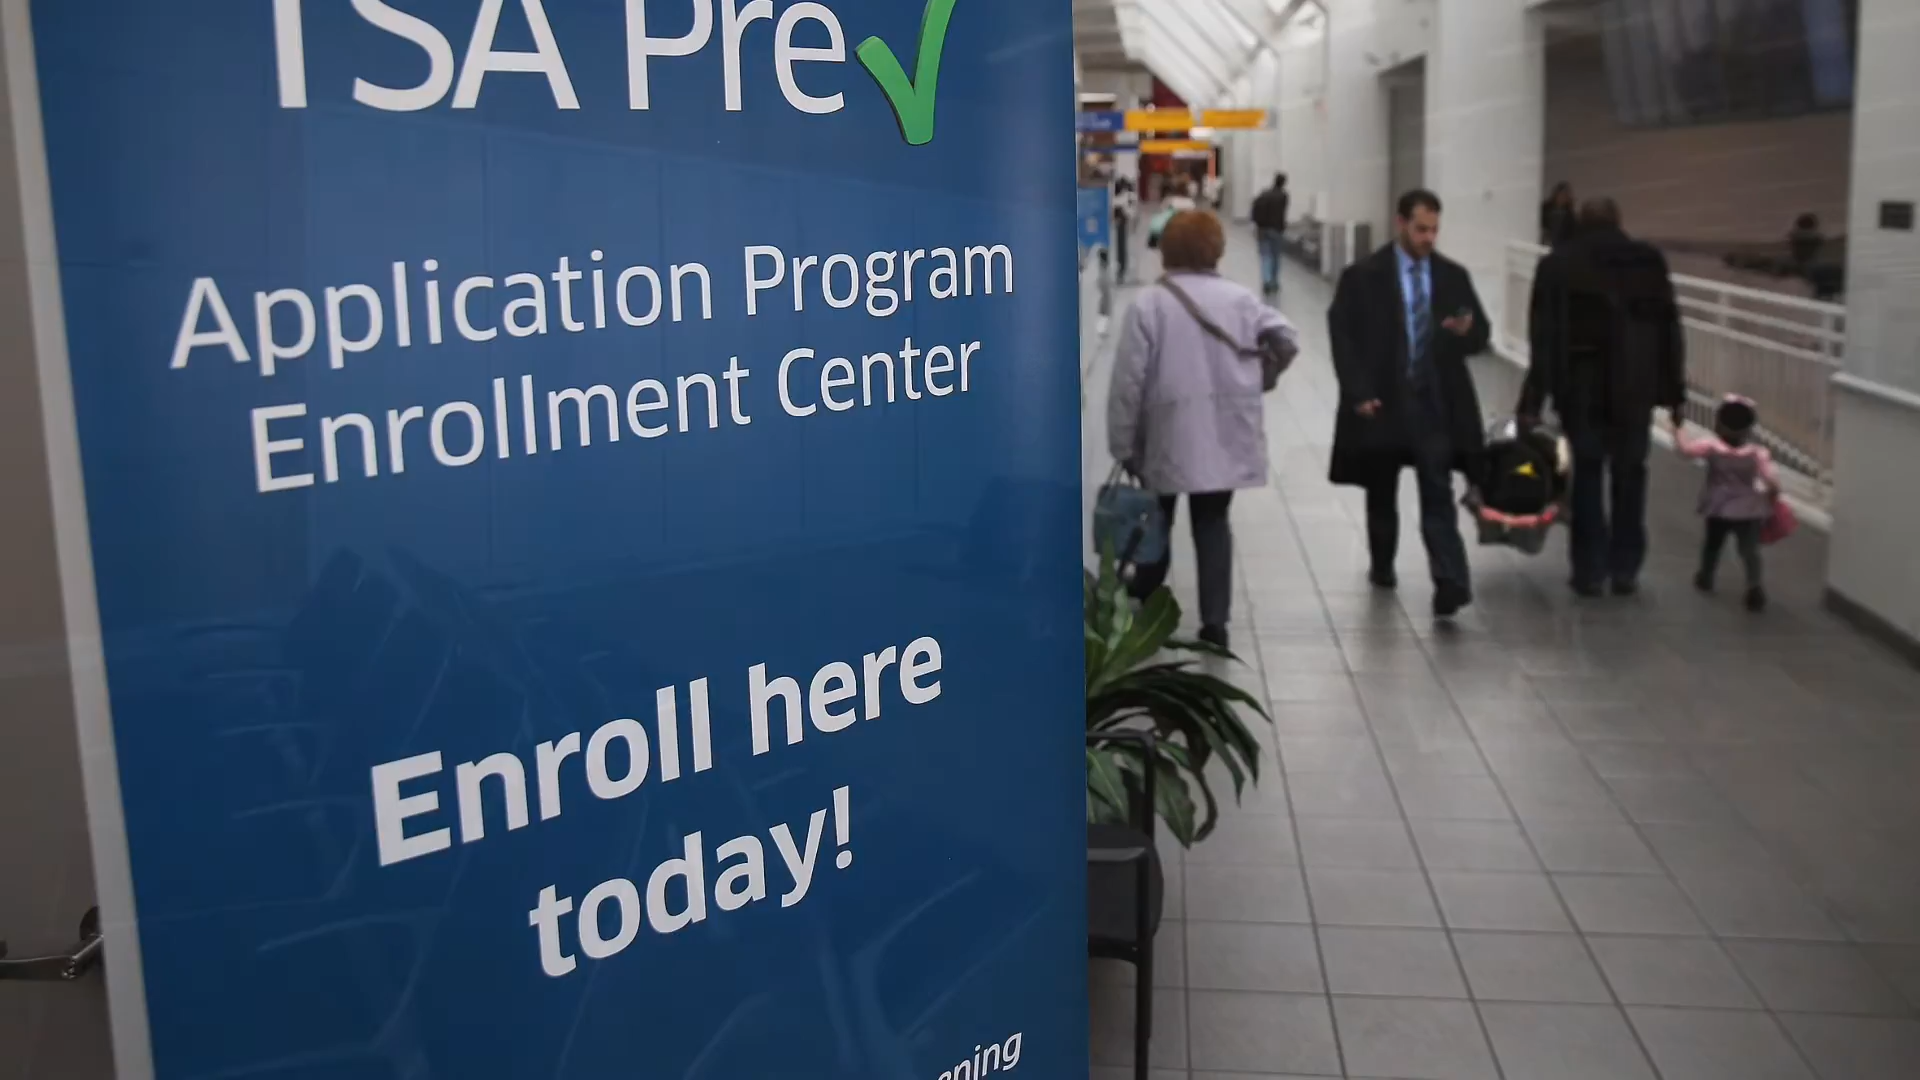 TSA Pre✓
Application Program
Enrollment Center
Enroll here
today!